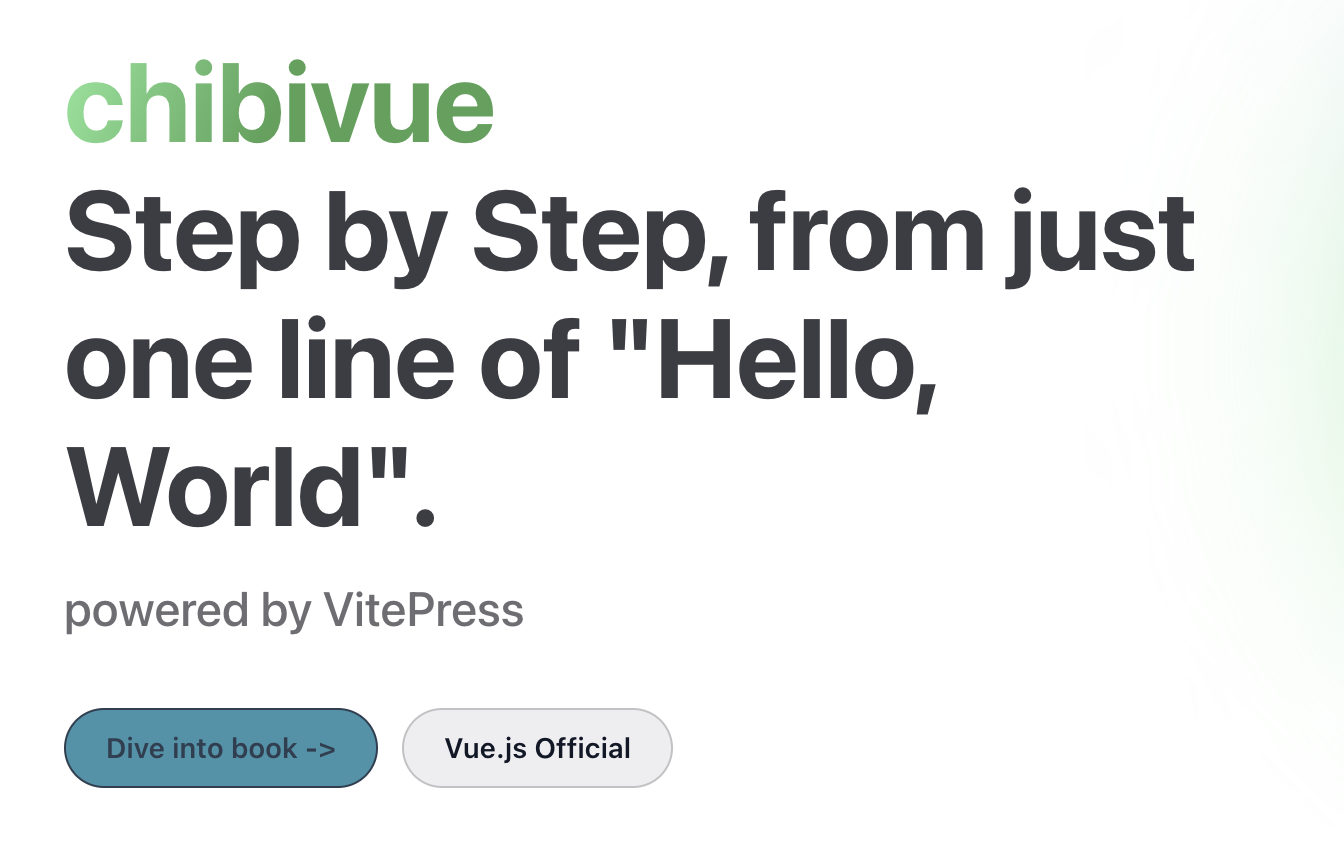 chibivue
Step by Step, from just
one line of "Hello,
World".
powered by VitePress
Dive into book ->
Vue.js Official